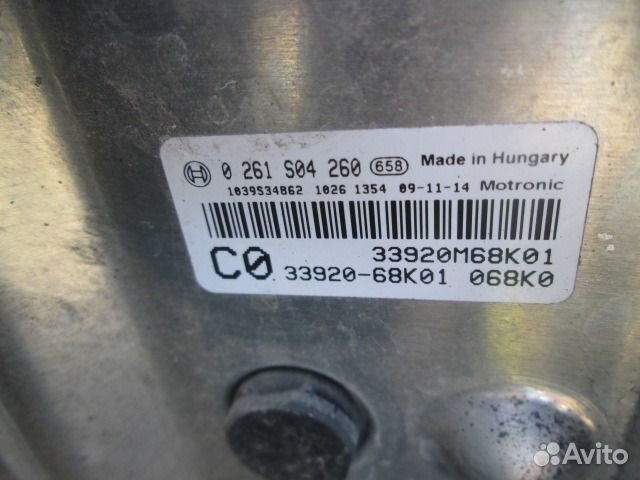 0 261 S04 260 658 Made in Hungary
1039S34862 1026 1354 09-11-14 Motronic
33920M68K01
C0 33920-68K01 068K0
Avito